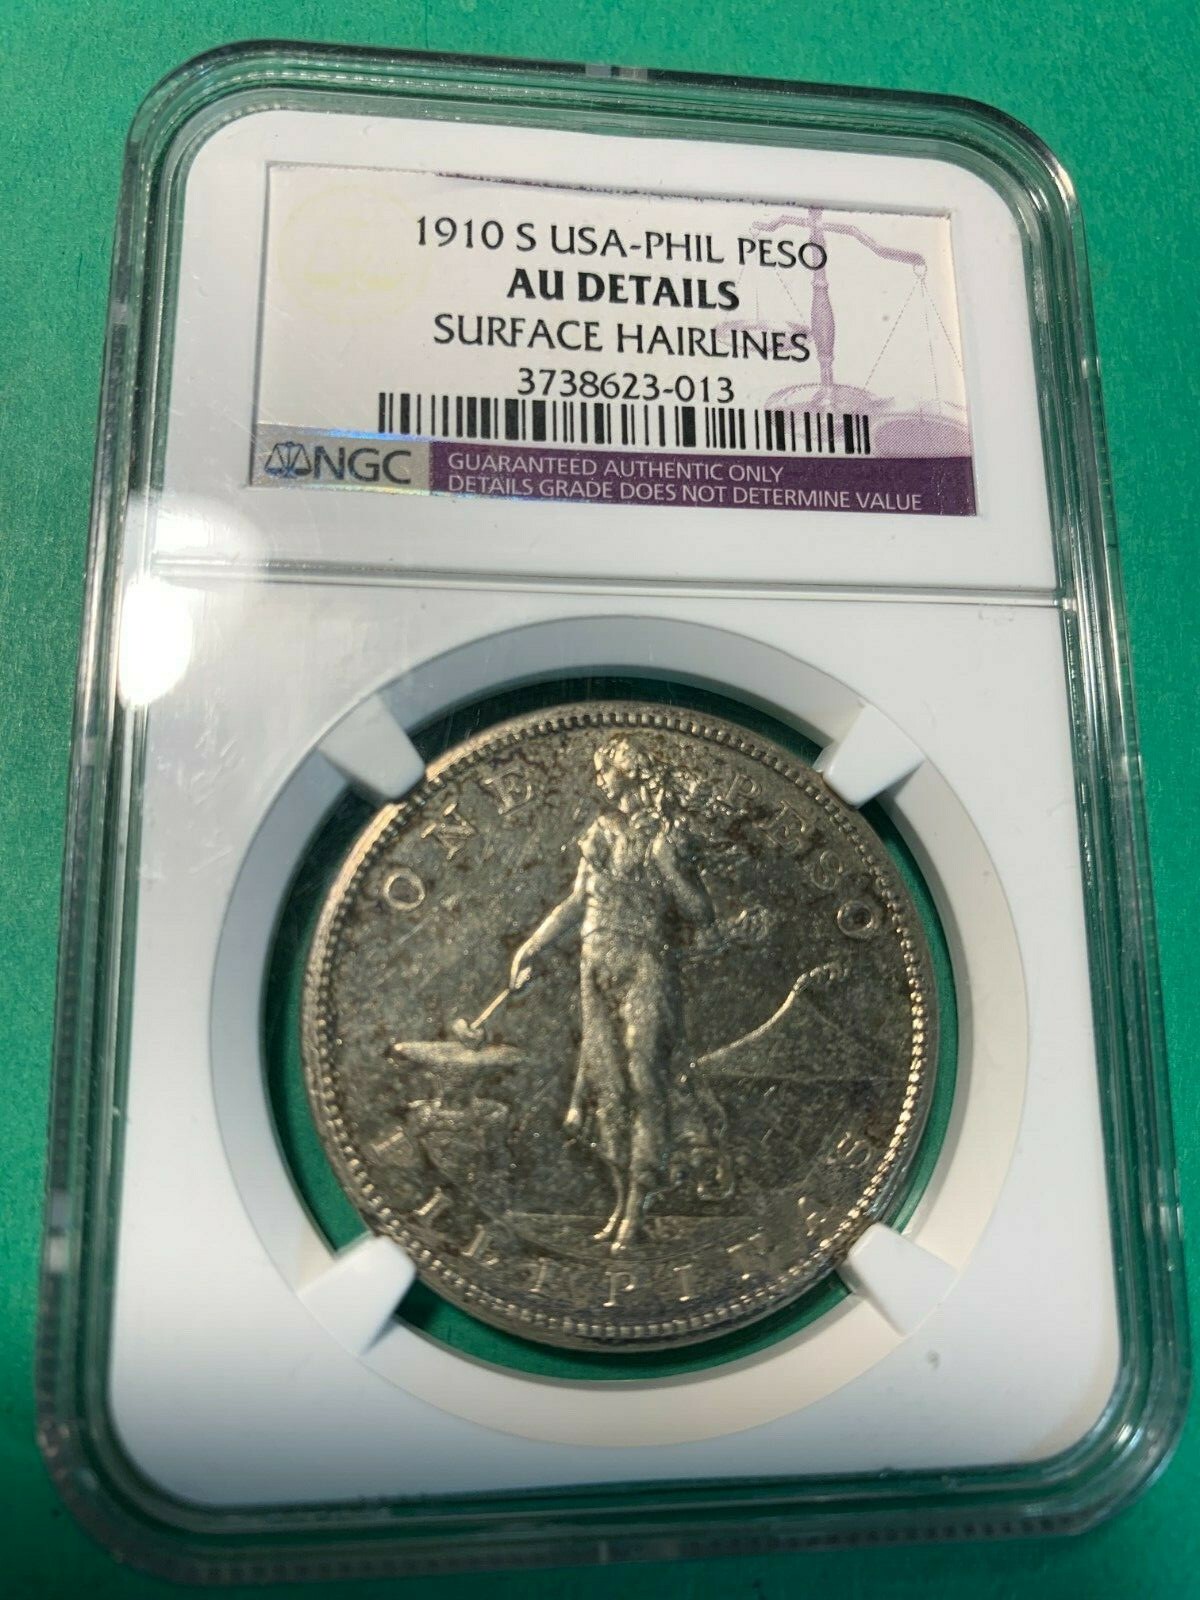 1910 S USA-PHIL PESO
AU DETAILS
SURFACE HAIRLINES
3738623-013
NGC
GUARANTEED AUTHENTIC ONLY
DETAILS GRADE DOES NOT DETERMINE VALUE
ONE PESO
FILIPINAS